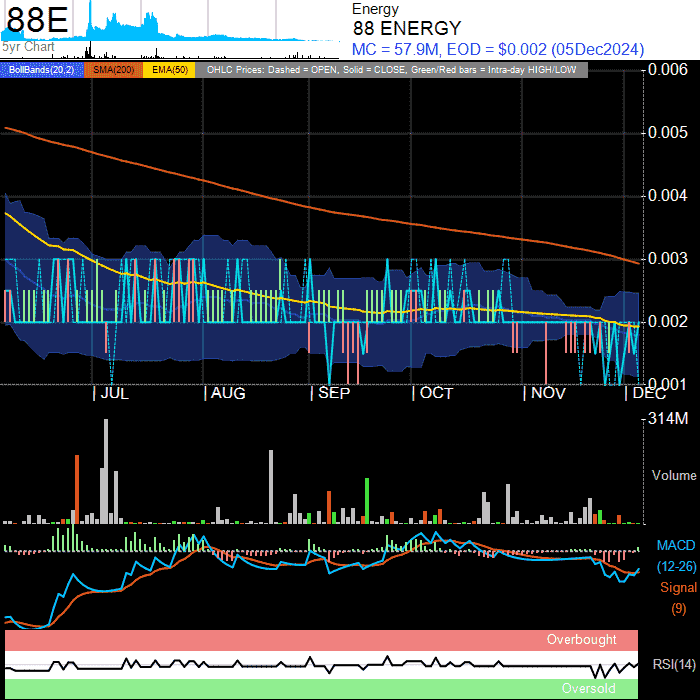 88E
5yr Chart
Energy
88 ENERGY
MC = 57.9M, EOD = $0.002 (05Dec2024)
BollBands(20,2) SMA(200) EMA(50) OHLC Prices: Dashed = OPEN, Solid = CLOSE, Green/Red bars = Intra-day HIGH/LOW
0.006
0.005
0.004
0.003
0.002
0.001
JUL AUG SEP OCT NOV DEC
314M
Volume
MACD
(12-26)
Signal
(9)
Overbought
RSI(14)
Oversold